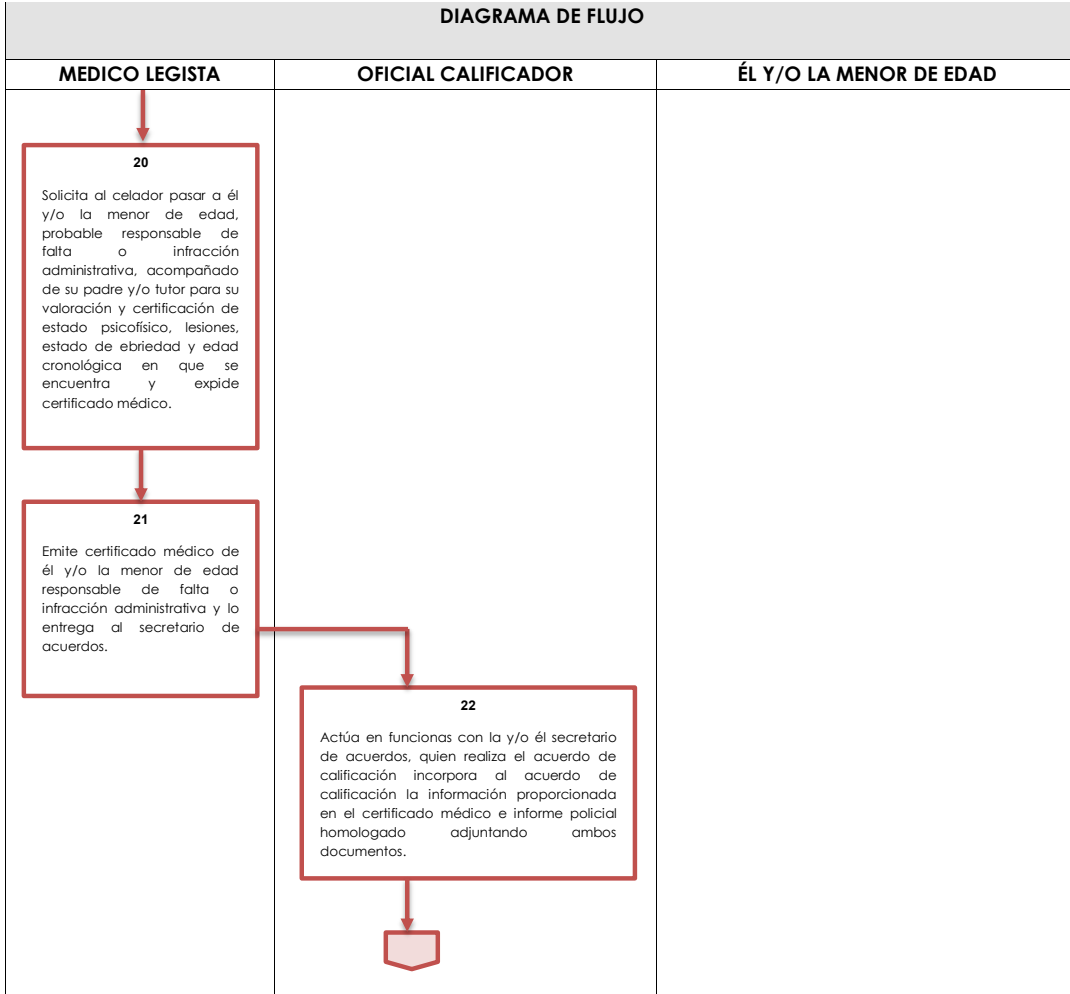 DIAGRAMA DE FLUJO
MEDICO LEGISTA
OFICIAL CALIFICADOR
ÉL Y/O LA MENOR DE EDAD
20
Solicita al celador pasar a él
y/o la menor de edad,
probable responsable de
falta o infracción
administrativa, acompañado
de su padre y/o tutor para su
valoración y certificación de
estado psicofísico, lesiones,
estado de ebriedad y edad
cronológica en que se
encuentra y expide
certificado médico.
21
Emite certificado médico de
él y/o la menor de edad
responsable de falta o
infracción administrativa y lo
entrega al secretario de
acuerdos.
22
Actúa en funcionas con la y/o él secretario
de acuerdos, quien realiza el acuerdo de
calificación incorpora al acuerdo de
calificación la información proporcionada
en el certificado médico e informe policial
homologado adjuntando ambos
documentos.